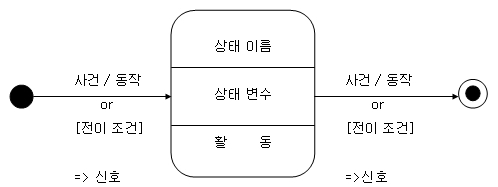 상태 이름
사건 / 동작
or
[전이 조건]
=> 신호
상태 변수
활 동
사건 / 동작
or
[전이 조건]
=>신호